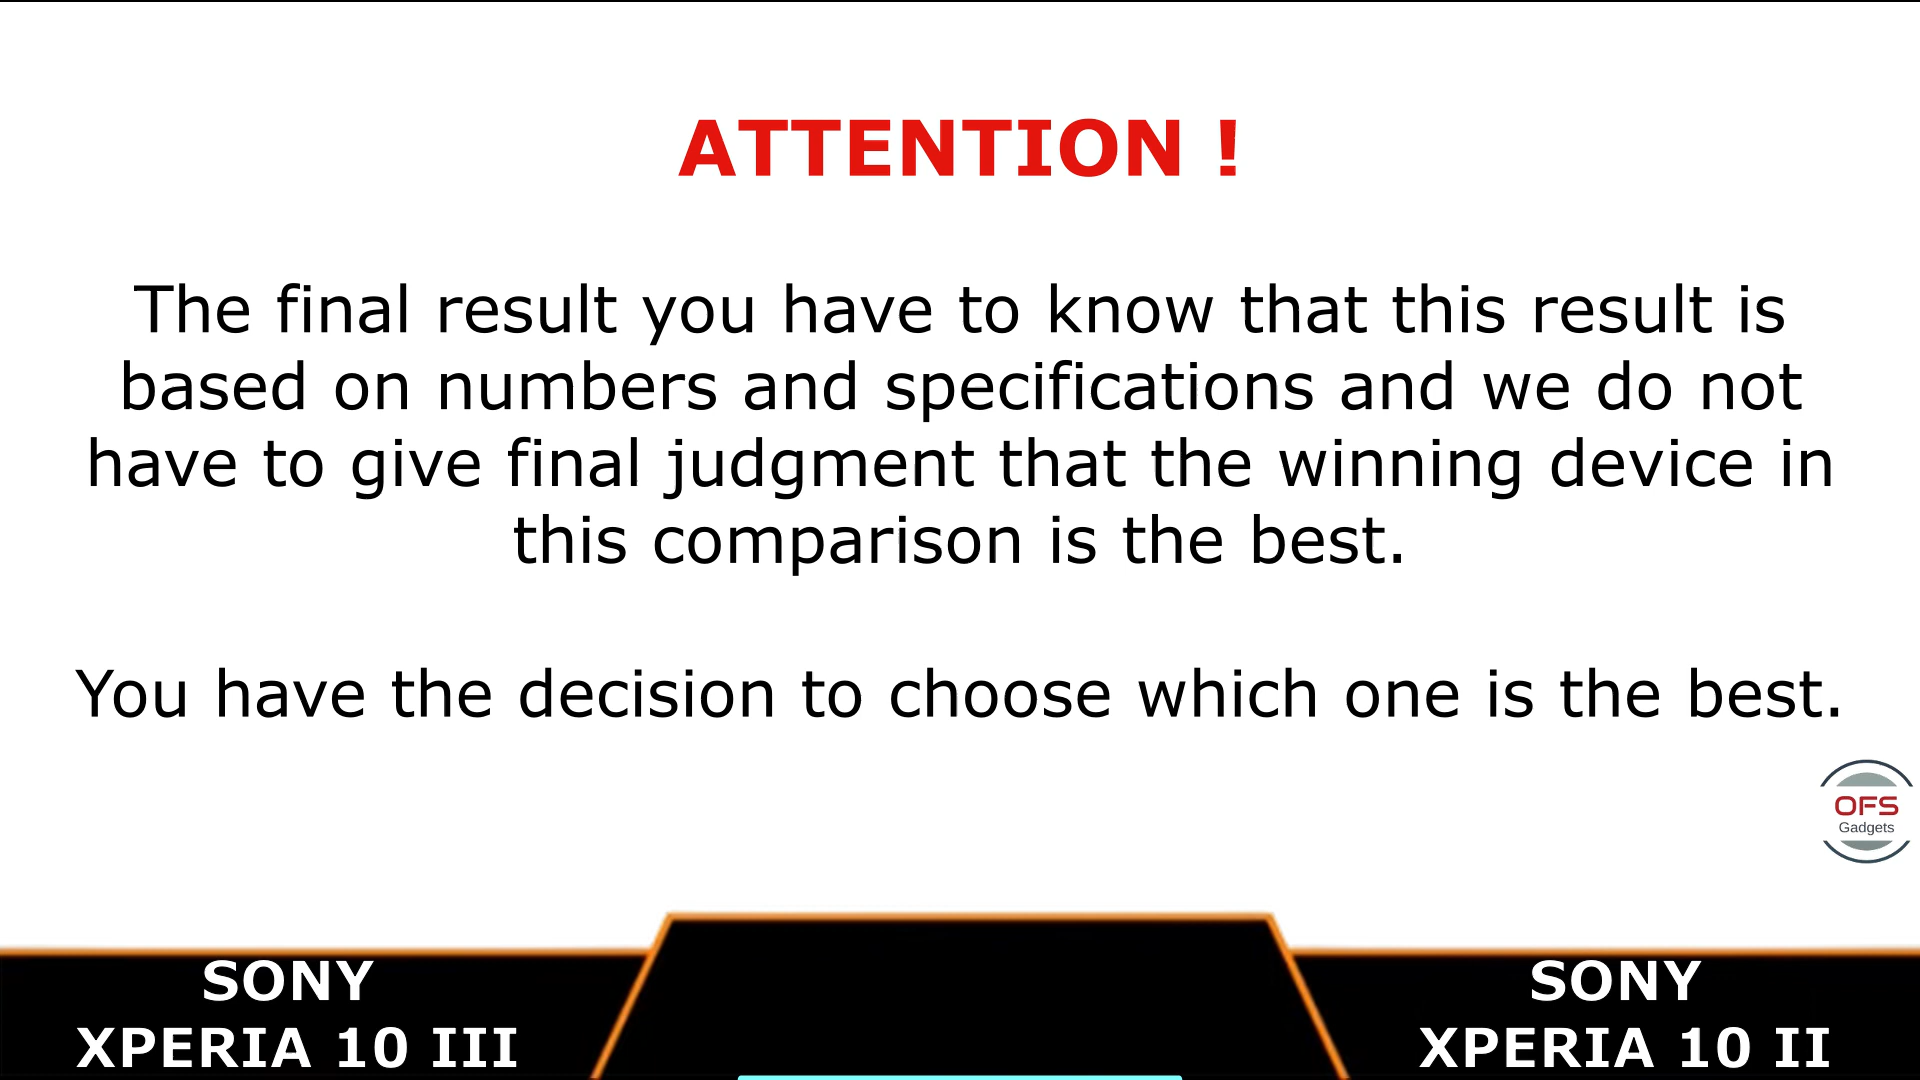 ATTENTION !
The final result you have to know that this result is
based on numbers and specifications and we do not
have to give final judgment that the winning device in
this comparison is the best.
You have the decision to choose which one is the best.
OFS
Gadgets
SONY
XPERIA 10 III
SONY
XPERIA 10 II